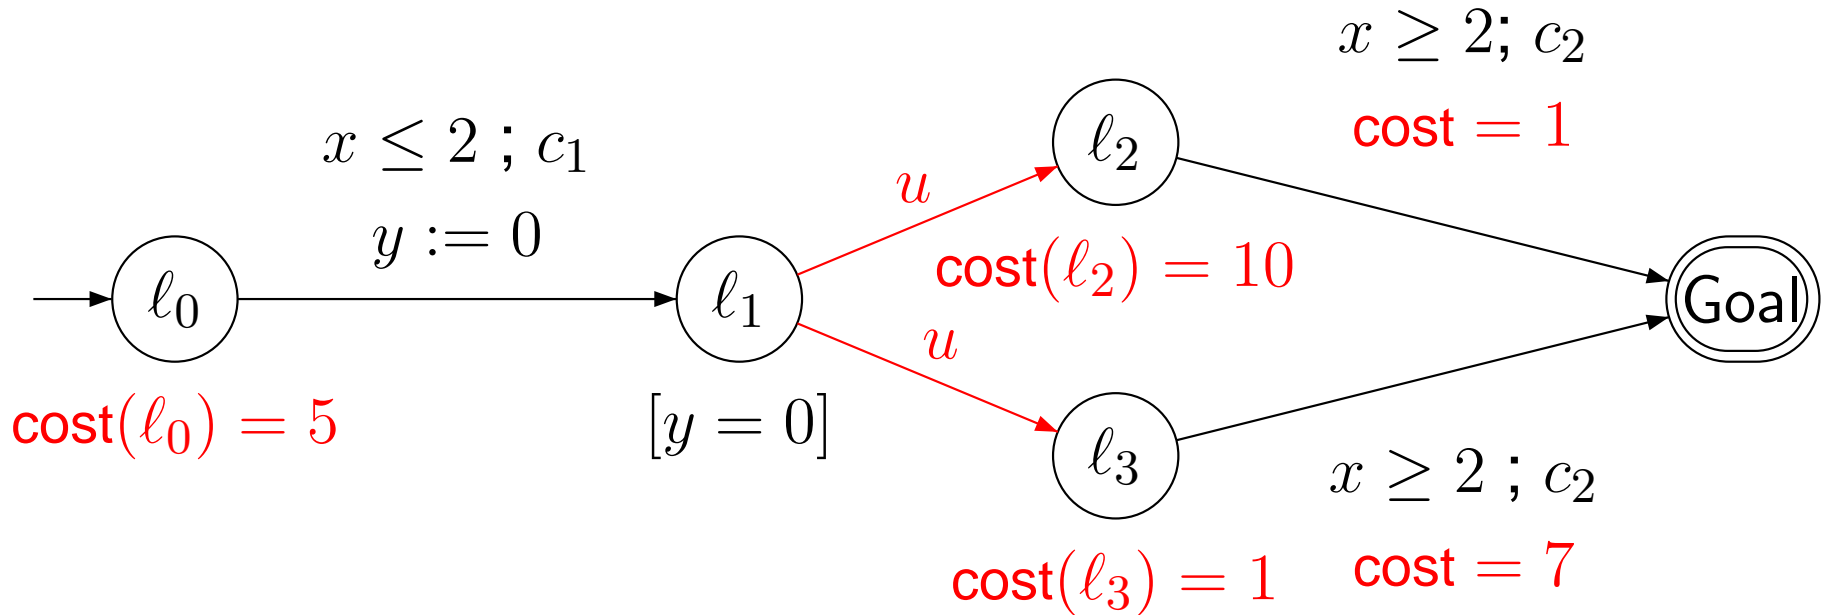 x ≥ 2; c₂
cost = 1
x ≤ 2 ; c₁
y := 0
u
ℓ₂
cost(ℓ₂) = 10
ℓ₀
ℓ₁
Goal
cost(ℓ₀) = 5
[y = 0]
u
ℓ₃
x ≥ 2 ; c₂
cost(ℓ₃) = 1
cost = 7